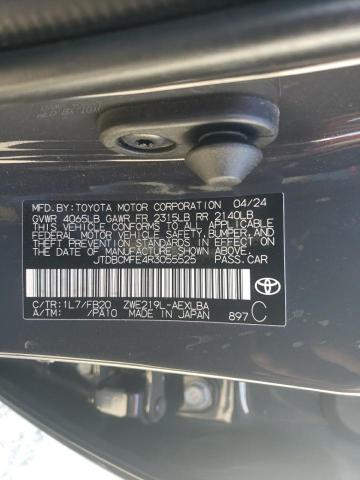 MFD.BY:TOYOTA MOTOR CORPORATION 04/24
GVWR 4065LB GAWR FR 2315LB RR 2140LB
THIS VEHICLE CONFORMS TO ALL APPLICABLE
FEDERAL MOTOR VEHICLE SAFETY BUMPER, AND
THEFT PREVENTION STANDARDS IN EFFECT ON THE
DATE OF MANUFACTURE SHOWN ABOVE.
JTDBCMFE4R3055525 PASS.CAR
C/TR:1L7/FB20 ZWE219L-AEXLBA
A/TM: /PA10 MADE IN JAPAN 897 C
TOYOTA